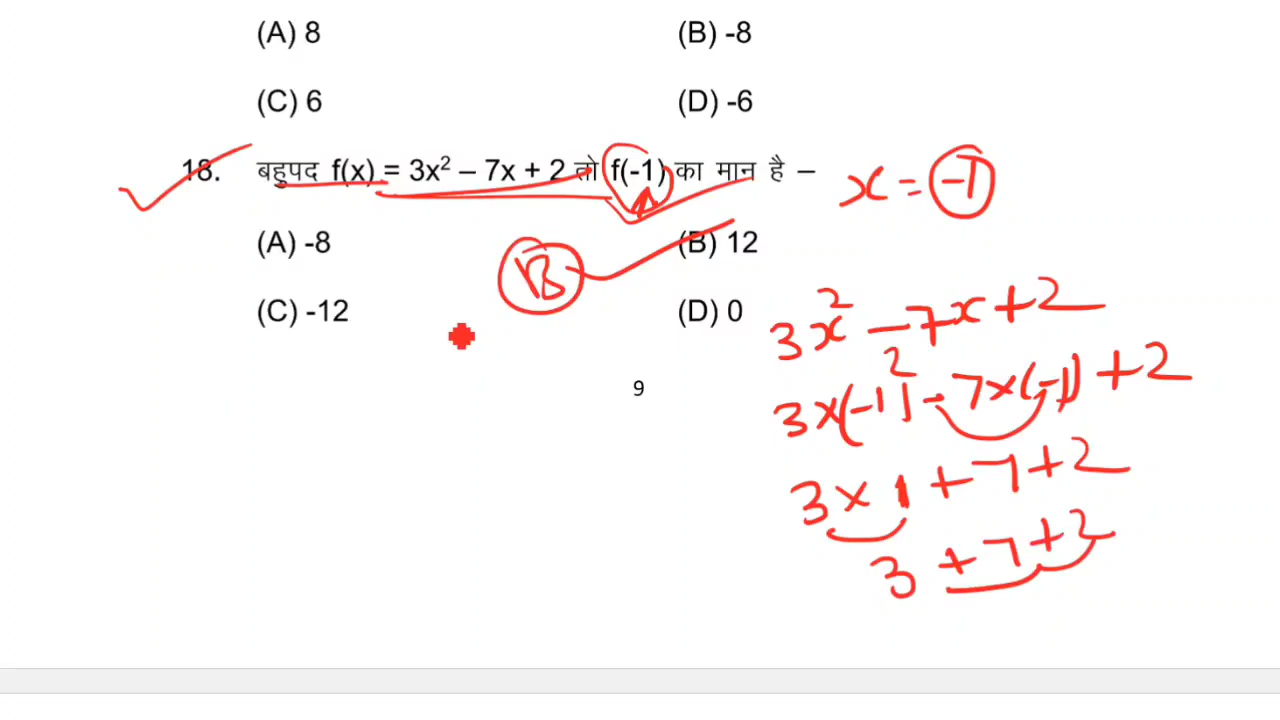 (A) 8 (B) -8
(C) 6 (D) -6
18. बहुपद f(x) = 3x² – 7x + 2 तो f(-1) का मान है –
x = -1
(A) -8 (B) 12
B
(C) -12 (D) 0
3x² - 7x + 2
9
3×(-1)² - 7×(-1) + 2
3 × 1 + 7 + 2
3 + 7 + 2